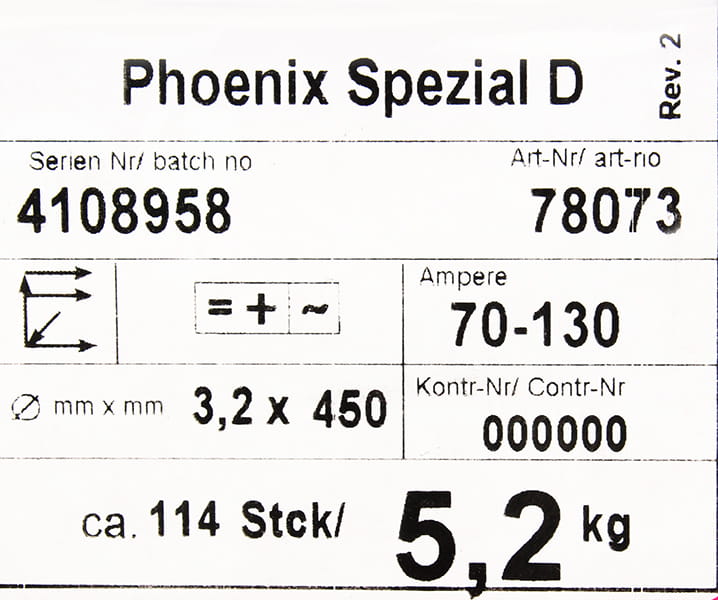 Phoenix Spezial D
Rev. 2
Serien Nr/ batch no
Art-Nr/ art-no
4108958
78073
= + ~
Ampere
70-130
Ø mm x mm 3,2 x 450
Kontr-Nr/ Contr-Nr
000000
ca. 114 Stck/ 5,2 kg